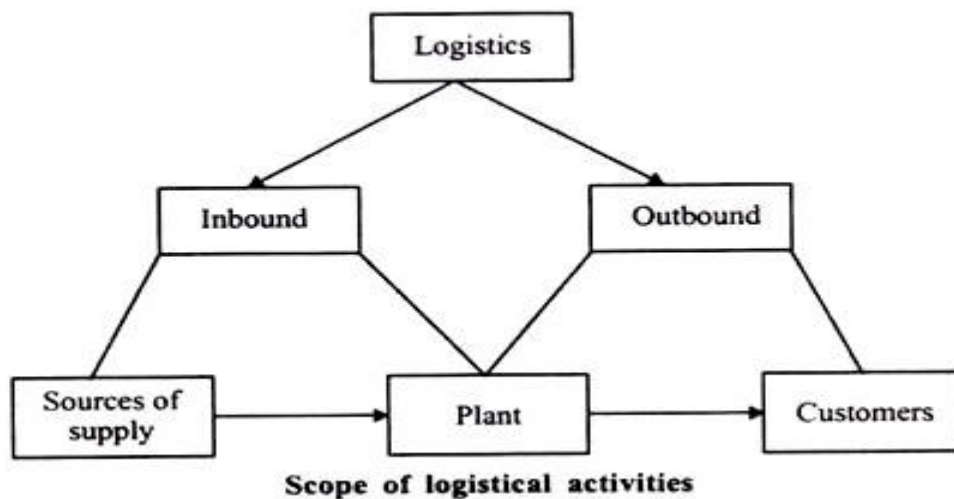 Logistics
Inbound
Outbound
Sources of
supply
Plant
Customers
Scope of logistical activities